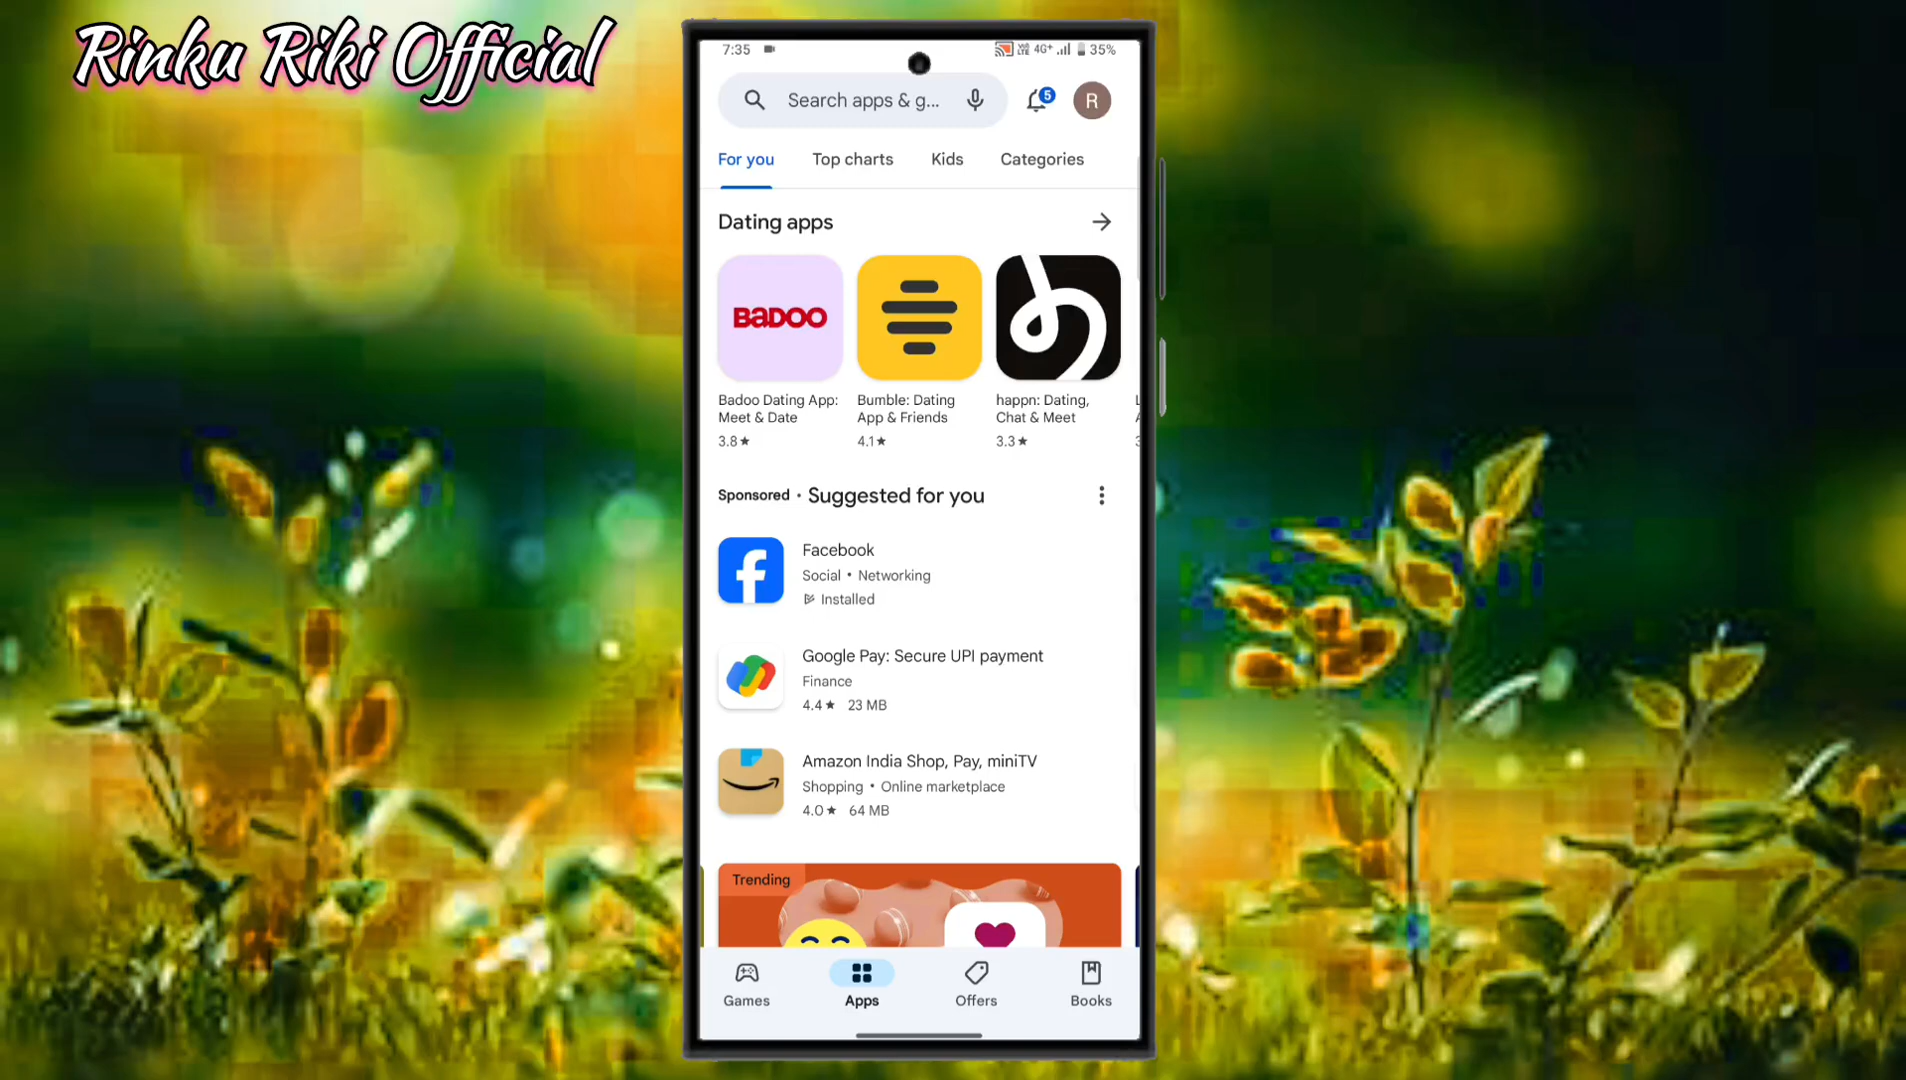 Rinku Riki Official
7:35 4G+ 35%
Search apps & g... 5 R
For you Top charts Kids Categories
Dating apps
BADOO
Badoo Dating App: Meet & Date
3.8★
Bumble: Dating App & Friends
4.1★
happn: Dating, Chat & Meet
3.3★
Sponsored • Suggested for you
Facebook
Social • Networking
Installed
Google Pay: Secure UPI payment
Finance
4.4★ 23 MB
Amazon India Shop, Pay, miniTV
Shopping • Online marketplace
4.0★ 64 MB
Trending
Games Apps Offers Books